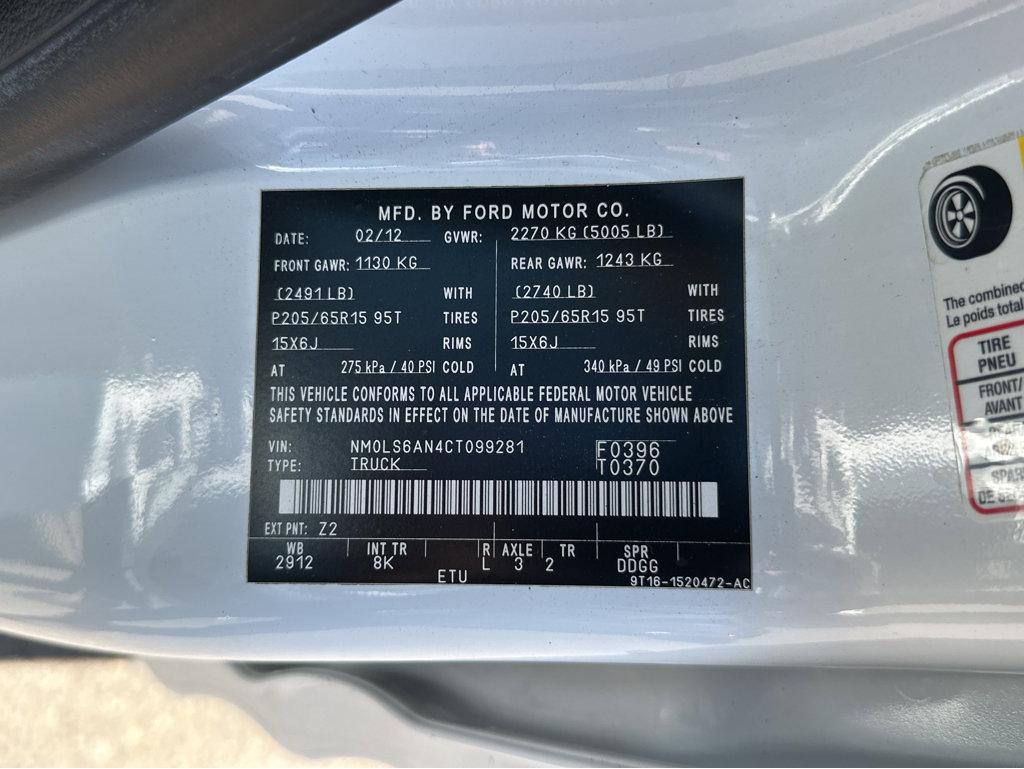 MFD. BY FORD MOTOR CO.
DATE: 02/12 GVWR: 2270 KG (5005 LB)
FRONT GAWR: 1130 KG REAR GAWR: 1243 KG
(2491 LB) WITH (2740 LB) WITH
P205/65R15 95T TIRES P205/65R15 95T TIRES
15X6J RIMS 15X6J RIMS
AT 275 kPa / 40 PSI COLD AT 340 kPa / 49 PSI COLD
THIS VEHICLE CONFORMS TO ALL APPLICABLE FEDERAL MOTOR VEHICLE
SAFETY STANDARDS IN EFFECT ON THE DATE OF MANUFACTURE SHOWN ABOVE
VIN: NM0LS6AN4CT099281 F0396
TYPE: TRUCK T0370
EXT PNT: Z2
WB INT TR R AXLE TR SPR
2912 8K L 3 2 DDGG
ETU 9T16-1520472-AC
The combined
Le poids total
TIRE
PNEU
FRONT/
AVANT